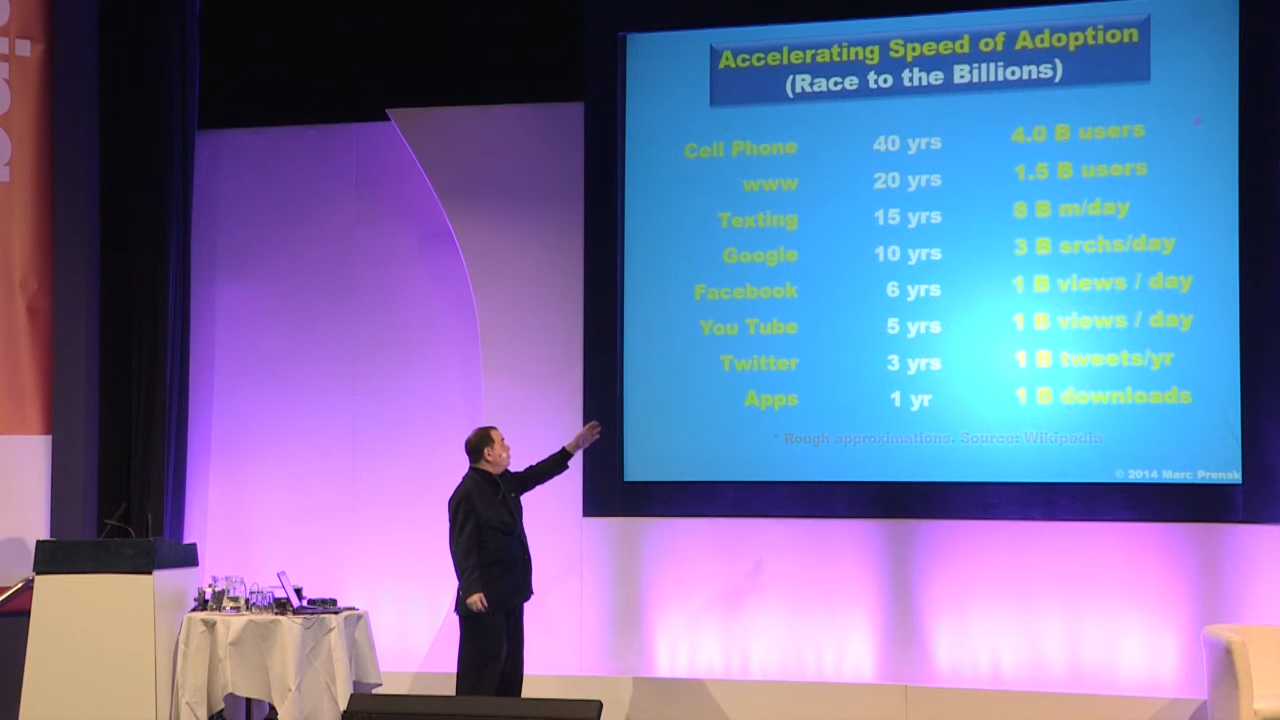 Accelerating Speed of Adoption
(Race to the Billions)
Cell Phone 40 yrs 4.0 B users
www 20 yrs 1.5 B users
Texting 15 yrs 8 B m/day
Google 10 yrs 3 B srchs/day
Facebook 6 yrs 1 B views / day
You Tube 5 yrs 1 B views / day
Twitter 3 yrs 1 B tweets/yr
Apps 1 yr 1 B downloads
* Rough approximations. Source: Wikipedia
© 2014 Marc Prensk